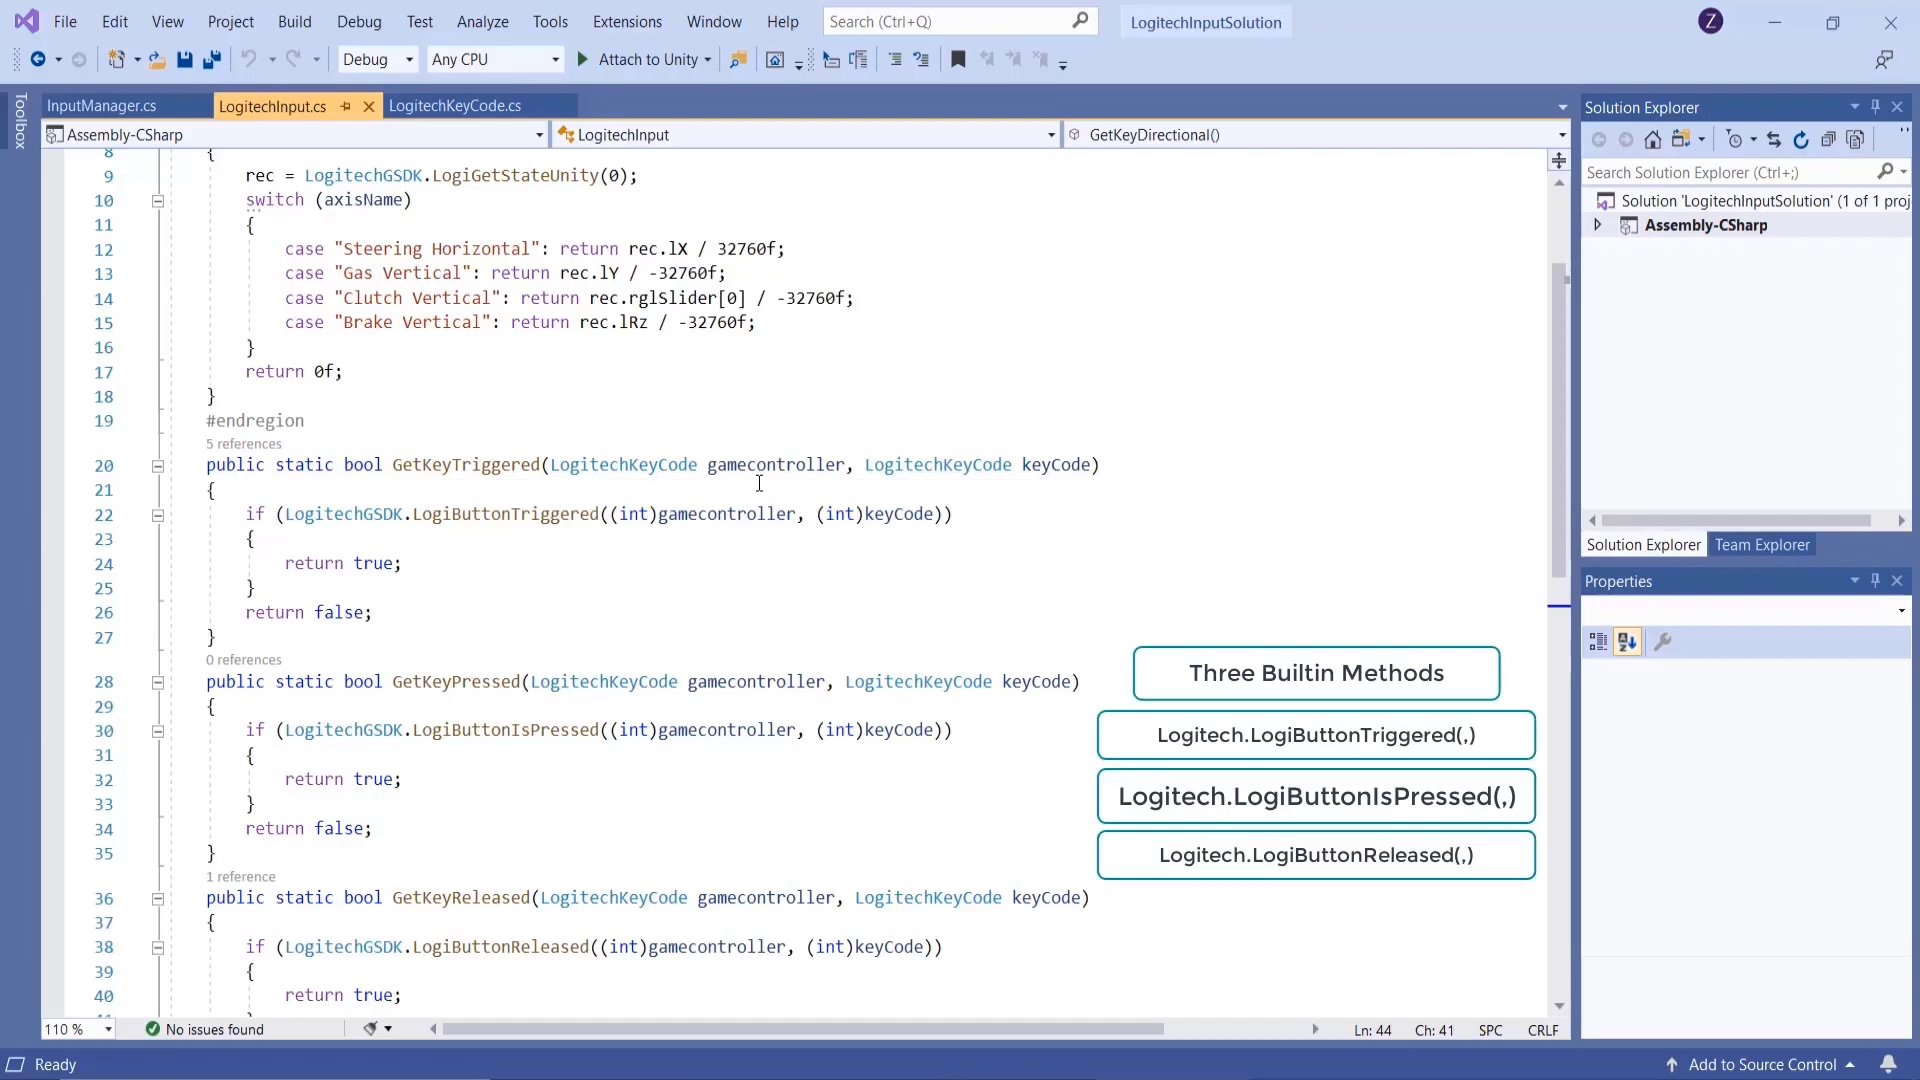 File Edit View Project Build Debug Test Analyze Tools Extensions Window Help Search (Ctrl+Q) LogitechInputSolution Z
Debug Any CPU Attach to Unity
Toolbox
InputManager.cs LogitechInput.cs LogitechKeyCode.cs
Assembly-CSharp LogitechInput GetKeyDirectional()
8 {
9 rec = LogitechGSDK.LogiGetStateUnity(0);
10 switch (axisName)
11 {
12 case "Steering Horizontal": return rec.lX / 32760f;
13 case "Gas Vertical": return rec.lY / -32760f;
14 case "Clutch Vertical": return rec.rglSlider[0] / -32760f;
15 case "Brake Vertical": return rec.lRz / -32760f;
16 }
17 return 0f;
18 }
19 #endregion
5 references
20 public static bool GetKeyTriggered(LogitechKeyCode gamecontroller, LogitechKeyCode keyCode)
21 {
22 if (LogitechGSDK.LogiButtonTriggered((int)gamecontroller, (int)keyCode))
23 {
24 return true;
25 }
26 return false;
27 }
0 references
28 public static bool GetKeyPressed(LogitechKeyCode gamecontroller, LogitechKeyCode keyCode)
29 {
30 if (LogitechGSDK.LogiButtonIsPressed((int)gamecontroller, (int)keyCode))
31 {
32 return true;
33 }
34 return false;
35 }
1 reference
36 public static bool GetKeyReleased(LogitechKeyCode gamecontroller, LogitechKeyCode keyCode)
37 {
38 if (LogitechGSDK.LogiButtonReleased((int)gamecontroller, (int)keyCode))
39 {
40 return true;
Three Builtin Methods
Logitech.LogiButtonTriggered(,)
Logitech.LogiButtonIsPressed(,)
Logitech.LogiButtonReleased(,)
110 % No issues found Ln: 44 Ch: 41 SPC CRLF
Solution Explorer
Search Solution Explorer (Ctrl+;)
Solution 'LogitechInputSolution' (1 of 1 proj
Assembly-CSharp
Solution Explorer Team Explorer
Properties
Ready Add to Source Control